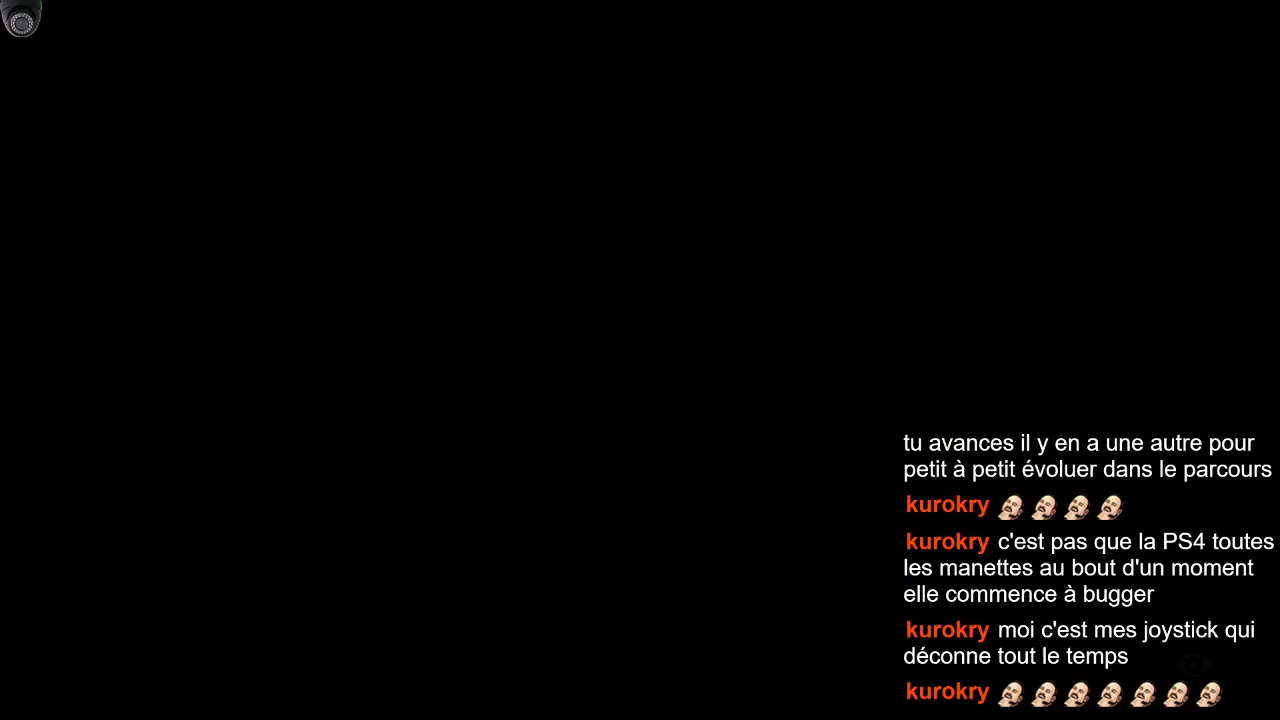 tu avances il y en a une autre pour
petit à petit évoluer dans le parcours
kurokry
kurokry c'est pas que la PS4 toutes
les manettes au bout d'un moment
elle commence à bugger
kurokry moi c'est mes joystick qui
déconne tout le temps
kurokry